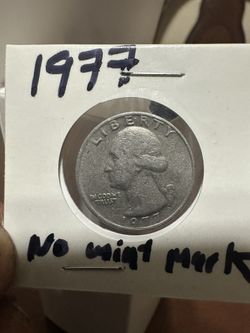 1977
LIBERTY
IN GOD WE
TRUST
1977
No mint mark